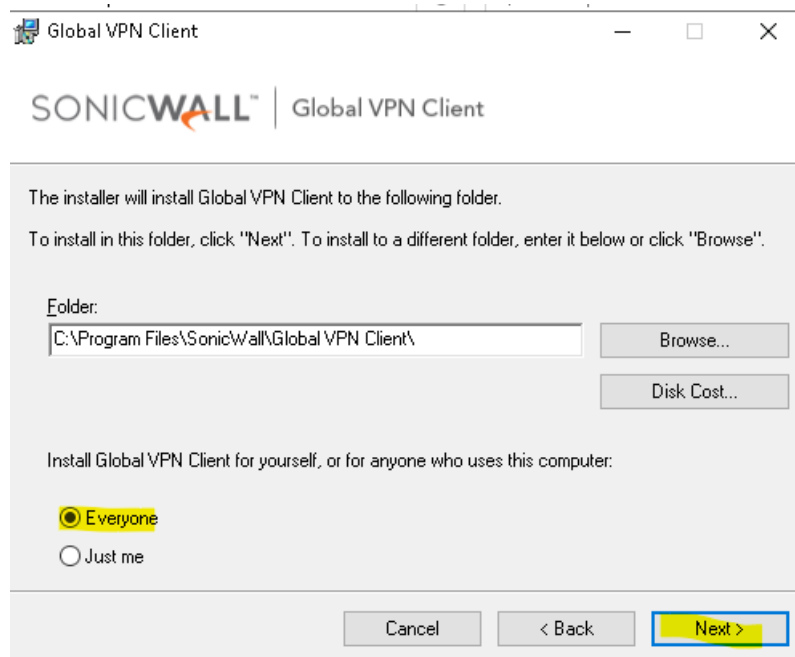 Global VPN Client
SONICWALL™ | Global VPN Client
The installer will install Global VPN Client to the following folder.
To install in this folder, click "Next". To install to a different folder, enter it below or click "Browse".
Folder:
C:\Program Files\SonicWall\Global VPN Client\
Browse...
Disk Cost...
Install Global VPN Client for yourself, or for anyone who uses this computer:
Everyone
Just me
Cancel < Back Next >